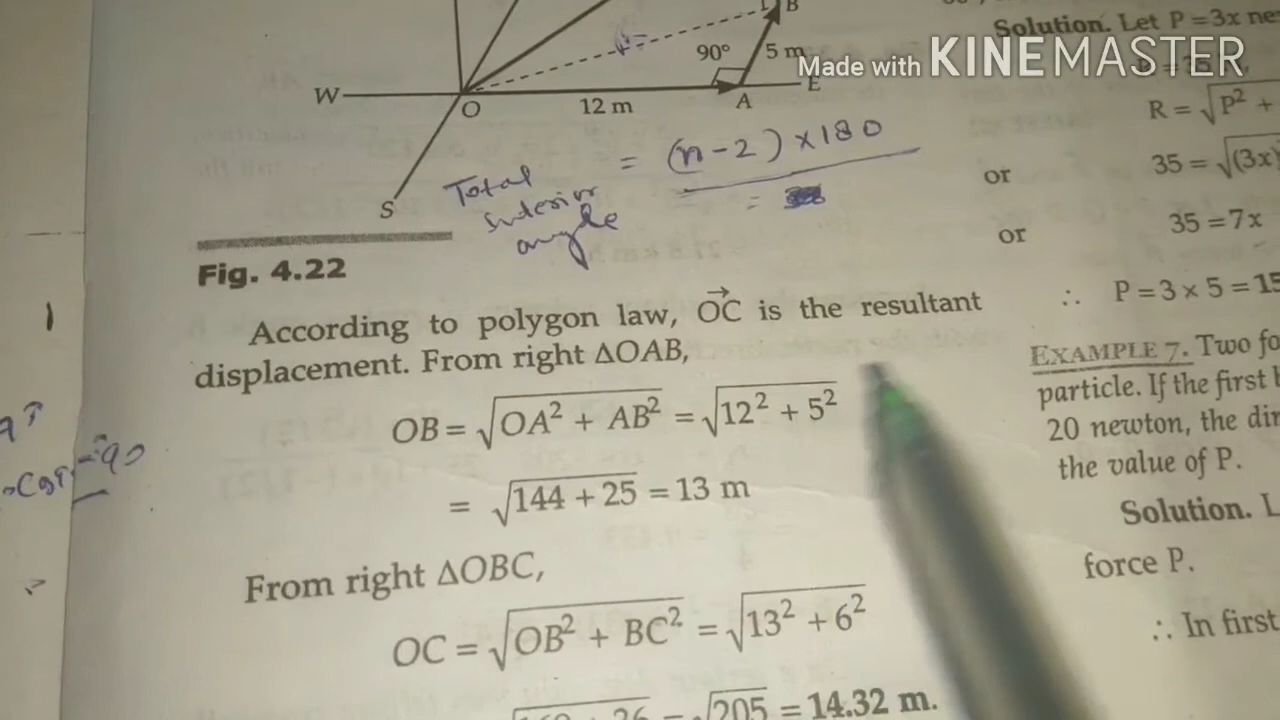 B
90°
5 m
W
O
12 m
A
E
S
Total interior angle = (n-2) × 180
=
Fig. 4.22
According to polygon law, OC⃗ is the resultant
displacement. From right ΔOAB,
OB = √(OA² + AB²) = √(12² + 5²)
= √(144 + 25) = 13 m
From right ΔOBC,
OC = √(OB² + BC²) = √(13² + 6²)
√205 = 14.32 m.
Made with KINEMASTER
Solution. Let P = 3x
R = √P² +
or 35 = √(3x)
or 35 = 7x
∴ P = 3 × 5 = 15
EXAMPLE 7. Two
particle. If the first
20 newton, the
the value of P.
Solution.
force P.
∴ In first